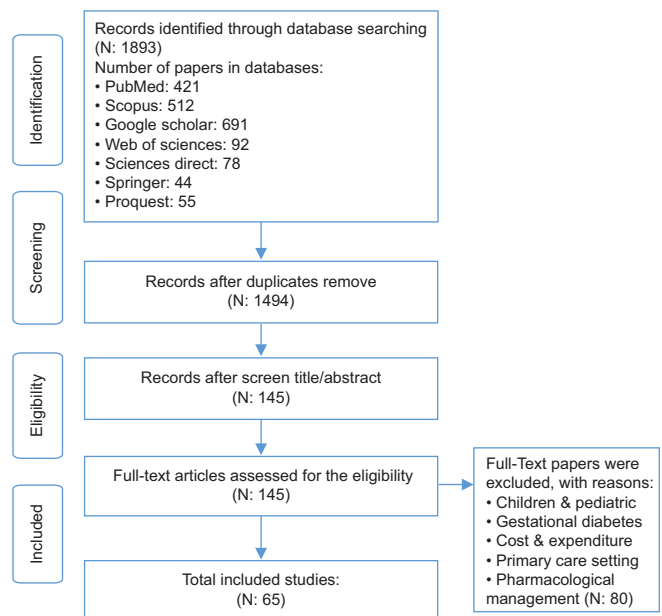 Identification
Records identified through database searching
(N: 1893)
Number of papers in databases:
• PubMed: 421
• Scopus: 512
• Google scholar: 691
• Web of sciences: 92
• Sciences direct: 78
• Springer: 44
• Proquest: 55
Screening
Records after duplicates remove
(N: 1494)
Eligibility
Records after screen title/abstract
(N: 145)
Full-text articles assessed for the eligibility
(N: 145)
Full-Text papers were
excluded, with reasons:
• Children & pediatric
• Gestational diabetes
• Cost & expenditure
• Primary care setting
• Pharmacological
management (N: 80)
Included
Total included studies:
(N: 65)